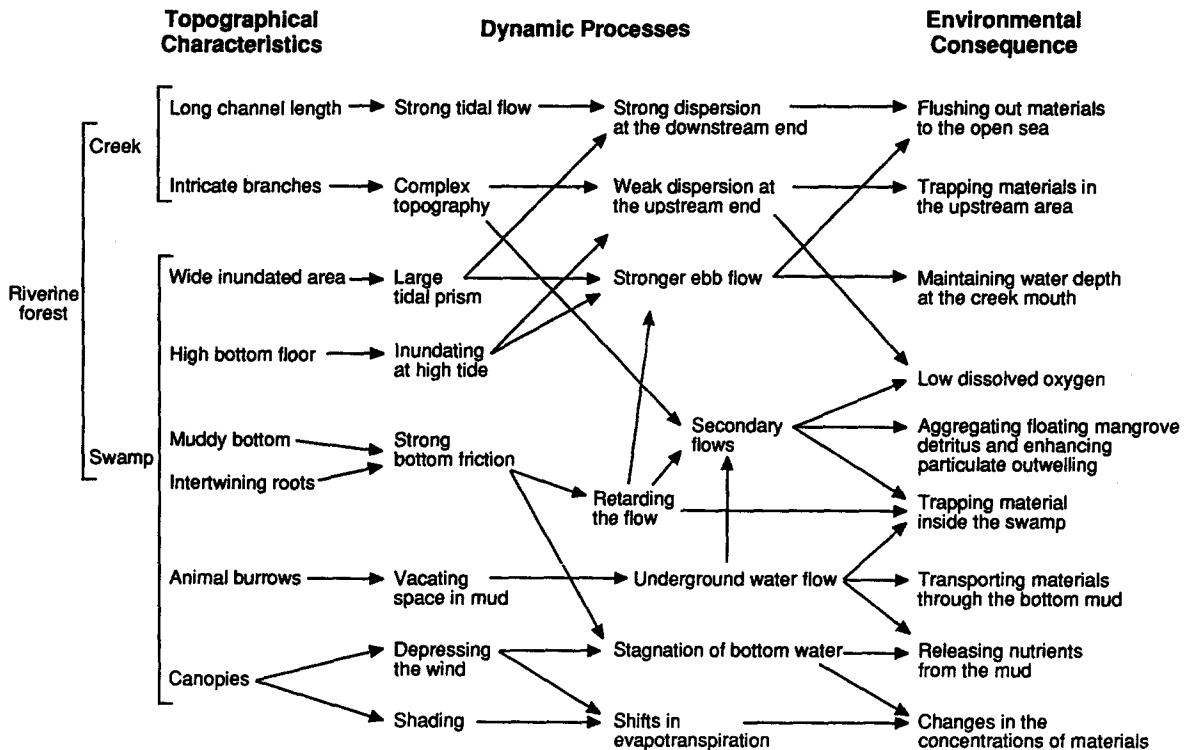 Topographical
Characteristics
Dynamic Processes
Environmental
Consequence
Riverine
forest
Creek
Swamp
Long channel length
Strong tidal flow
Strong dispersion
at the downstream end
Flushing out materials
to the open sea
Intricate branches
Complex
topography
Weak dispersion at
the upstream end
Trapping materials in
the upstream area
Wide inundated area
Large
tidal prism
Stronger ebb flow
Maintaining water depth
at the creek mouth
High bottom floor
Inundating
at high tide
Low dissolved oxygen
Muddy bottom
Intertwining roots
Strong
bottom friction
Secondary
flows
Aggregating floating mangrove
detritus and enhancing
particulate outwelling
Retarding
the flow
Trapping material
inside the swamp
Animal burrows
Vacating
space in mud
Underground water flow
Transporting materials
through the bottom mud
Canopies
Depressing
the wind
Stagnation of bottom water
Releasing nutrients
from the mud
Shading
Shifts in
evapotranspiration
Changes in the
concentrations of materials